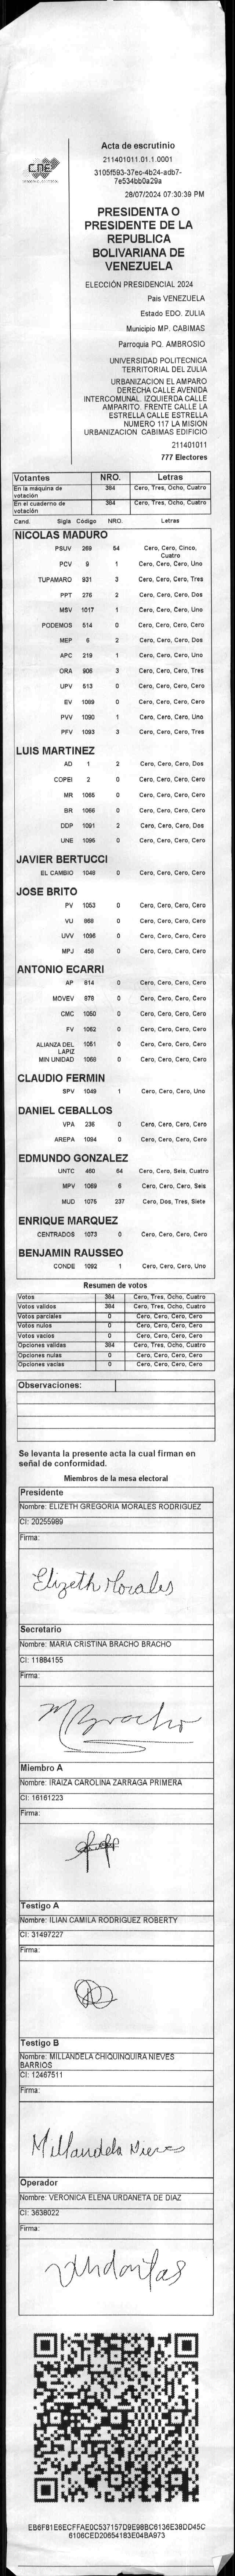 CNE
Acta de escrutinio
211401011.01.1.0001
3105f593-37ec-4b24-adb7-
7e534bb0a29a
28/07/2024 07:30:39 PM
PRESIDENTA O
PRESIDENTE DE LA
REPUBLICA
BOLIVARIANA DE
VENEZUELA
ELECCIÓN PRESIDENCIAL 2024
Pais VENEZUELA
Estado EDO. ZULIA
Municipio MP. CABIMAS
Parroquia PQ. AMBROSIO
UNIVERSIDAD POLITECNICA
TERRITORIAL DEL ZULIA
URBANIZACION EL AMPARO
DERECHA CALLE AVENIDA
INTERCOMUNAL. IZQUIERDA CALLE
AMPARITO. FRENTE CALLE LA
ESTRELLA CALLE ESTRELLA
NUMERO 117 LA MISION
URBANIZACION CABIMAS EDIFICIO
211401011
777 Electores
Votantes NRO. Letras
En la máquina de votación 384 Cero, Tres, Ocho, Cuatro
En el cuaderno de votación 384 Cero, Tres, Ocho, Cuatro
Cand. Sigla Código NRO. Letras
NICOLAS MADURO
PSUV 269 54 Cero, Cero, Cinco, Cuatro
PCV 9 1 Cero, Cero, Cero, Uno
TUPAMARO 931 3 Cero, Cero, Cero, Tres
PPT 276 2 Cero, Cero, Cero, Dos
MSV 1017 1 Cero, Cero, Cero, Uno
PODEMOS 514 0 Cero, Cero, Cero, Cero
MEP 6 2 Cero, Cero, Cero, Dos
APC 219 1 Cero, Cero, Cero, Uno
ORA 906 3 Cero, Cero, Cero, Tres
UPV 513 0 Cero, Cero, Cero, Cero
EV 1089 0 Cero, Cero, Cero, Cero
PVV 1090 1 Cero, Cero, Cero, Uno
PFV 1093 3 Cero, Cero, Cero, Tres
LUIS MARTINEZ
AD 1 2 Cero, Cero, Cero, Dos
COPEI 2 0 Cero, Cero, Cero, Cero
MR 1065 0 Cero, Cero, Cero, Cero
BR 1066 0 Cero, Cero, Cero, Cero
DDP 1091 2 Cero, Cero, Cero, Dos
UNE 1095 0 Cero, Cero, Cero, Cero
JAVIER BERTUCCI
EL CAMBIO 1048 0 Cero, Cero, Cero, Cero
JOSE BRITO
PV 1053 0 Cero, Cero, Cero, Cero
VU 868 0 Cero, Cero, Cero, Cero
UVV 1096 0 Cero, Cero, Cero, Cero
MPJ 458 0 Cero, Cero, Cero, Cero
ANTONIO ECARRI
AP 814 0 Cero, Cero, Cero, Cero
MOVEV 878 0 Cero, Cero, Cero, Cero
CMC 1050 0 Cero, Cero, Cero, Cero
FV 1062 0 Cero, Cero, Cero, Cero
ALIANZA DEL LAPIZ 1051 0 Cero, Cero, Cero, Cero
MIN UNIDAD 1068 0 Cero, Cero, Cero, Cero
CLAUDIO FERMIN
SPV 1049 1 Cero, Cero, Cero, Uno
DANIEL CEBALLOS
VPA 236 0 Cero, Cero, Cero, Cero
AREPA 1094 0 Cero, Cero, Cero, Cero
EDMUNDO GONZALEZ
UNTC 460 64 Cero, Cero, Seis, Cuatro
MPV 1069 6 Cero, Cero, Cero, Seis
MUD 1075 237 Cero, Dos, Tres, Siete
ENRIQUE MARQUEZ
CENTRADOS 1073 0 Cero, Cero, Cero, Cero
BENJAMIN RAUSSEO
CONDE 1092 1 Cero, Cero, Cero, Uno
Resumen de votos
Votos 384 Cero, Tres, Ocho, Cuatro
Votos validos 384 Cero, Tres, Ocho, Cuatro
Votos parciales 0 Cero, Cero, Cero, Cero
Votos nulos 0 Cero, Cero, Cero, Cero
Votos vacios 0 Cero, Cero, Cero, Cero
Opciones validas 384 Cero, Tres, Ocho, Cuatro
Opciones nulas 0 Cero, Cero, Cero, Cero
Opciones vacias 0 Cero, Cero, Cero, Cero
Observaciones:
Se levanta la presente acta la cual firman en
señal de conformidad.
Miembros de la mesa electoral
Presidente
Nombre: ELIZETH GREGORIA MORALES RODRIGUEZ
CI: 20255989
Firma:
Elizeth Morales
Secretario
Nombre: MARIA CRISTINA BRACHO BRACHO
CI: 11884155
Firma:
MBracho
Miembro A
Nombre: IRAIZA CAROLINA ZARRAGA PRIMERA
CI: 16161223
Firma:
Testigo A
Nombre: ILIAN CAMILA RODRIGUEZ ROBERTY
CI: 31497227
Firma:
Testigo B
Nombre: MILLANDELA CHIQUINQUIRA NIEVES
BARRIOS
CI: 12467511
Firma:
Millandela Nieves
Operador
Nombre: VERONICA ELENA URDANETA DE DIAZ
CI: 3638022
Firma:
EB6F81E6ECFFAE0C537157D9E98BC6136E3BDD45C
6106CED20654183E04BA973